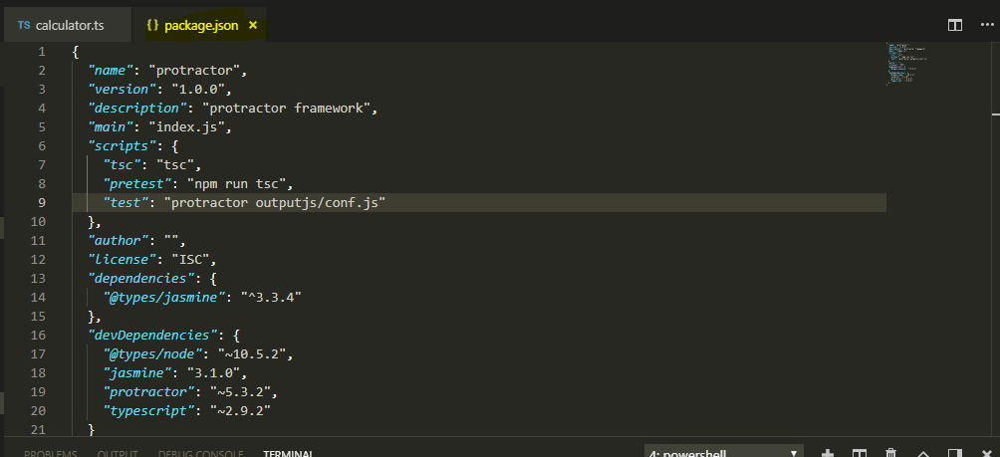 TS calculator.ts {} package.json ×
1 {
2 "name": "protractor",
3 "version": "1.0.0",
4 "description": "protractor framework",
5 "main": "index.js",
6 "scripts": {
7 "tsc": "tsc",
8 "pretest": "npm run tsc",
9 "test": "protractor outputjs/conf.js"
10 },
11 "author": "",
12 "license": "ISC",
13 "dependencies": {
14 "@types/jasmine": "^3.3.4"
15 },
16 "devDependencies": {
17 "@types/node": "~10.5.2",
18 "jasmine": "3.1.0",
19 "protractor": "~5.3.2",
20 "typescript": "~2.9.2"
21 }
PROBLEMS OUTPUT DEBUG CONSOLE TERMINAL 4: powershell